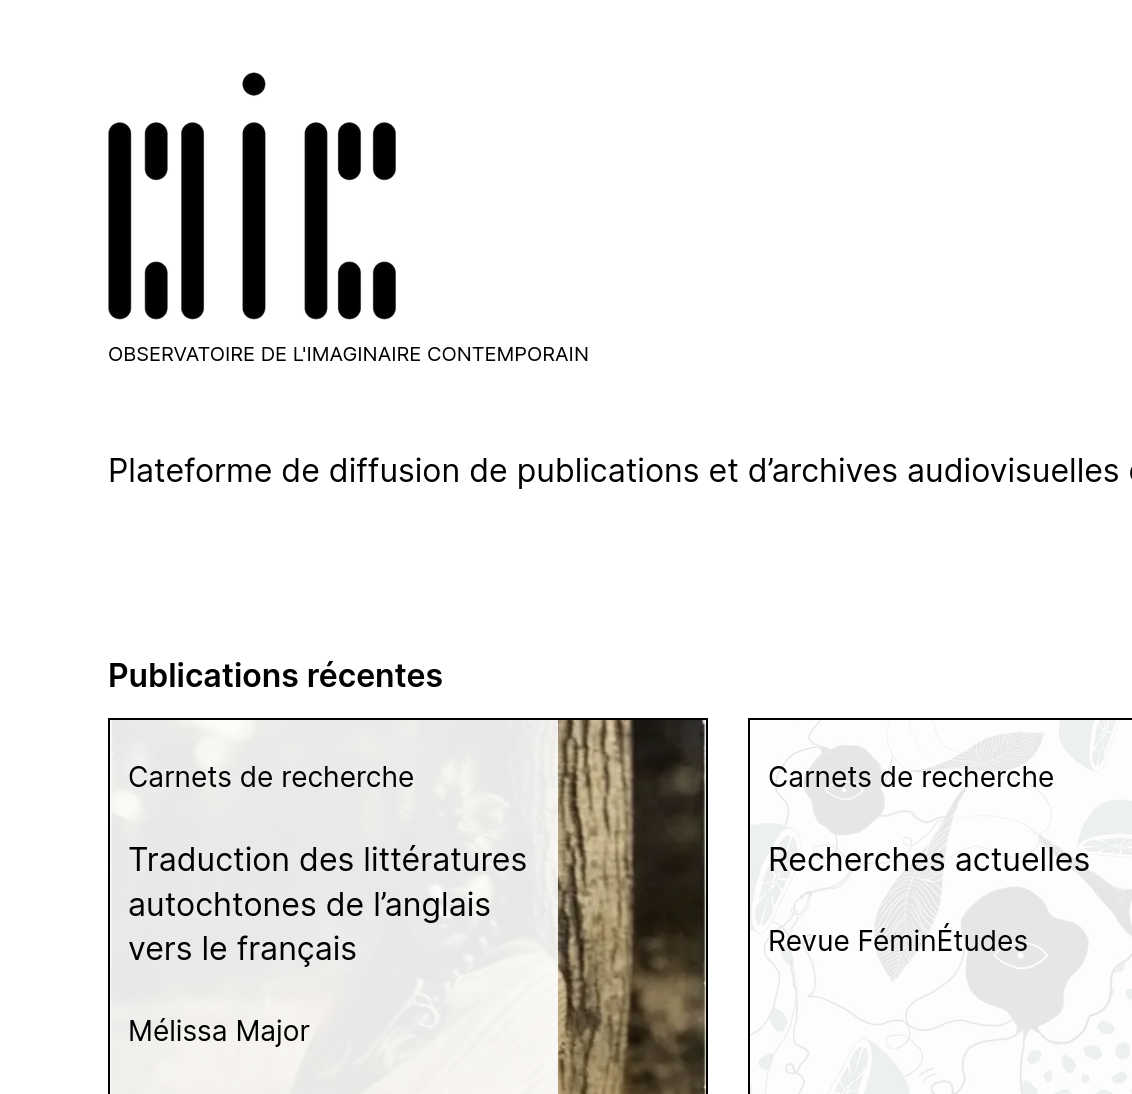 oic
OBSERVATOIRE DE L'IMAGINAIRE CONTEMPORAIN
Plateforme de diffusion de publications et d’archives audiovisuelles
Publications récentes
Carnets de recherche
Traduction des littératures
autochtones de l’anglais
vers le français
Mélissa Major
Carnets de recherche
Recherches actuelles
Revue FéminÉtudes